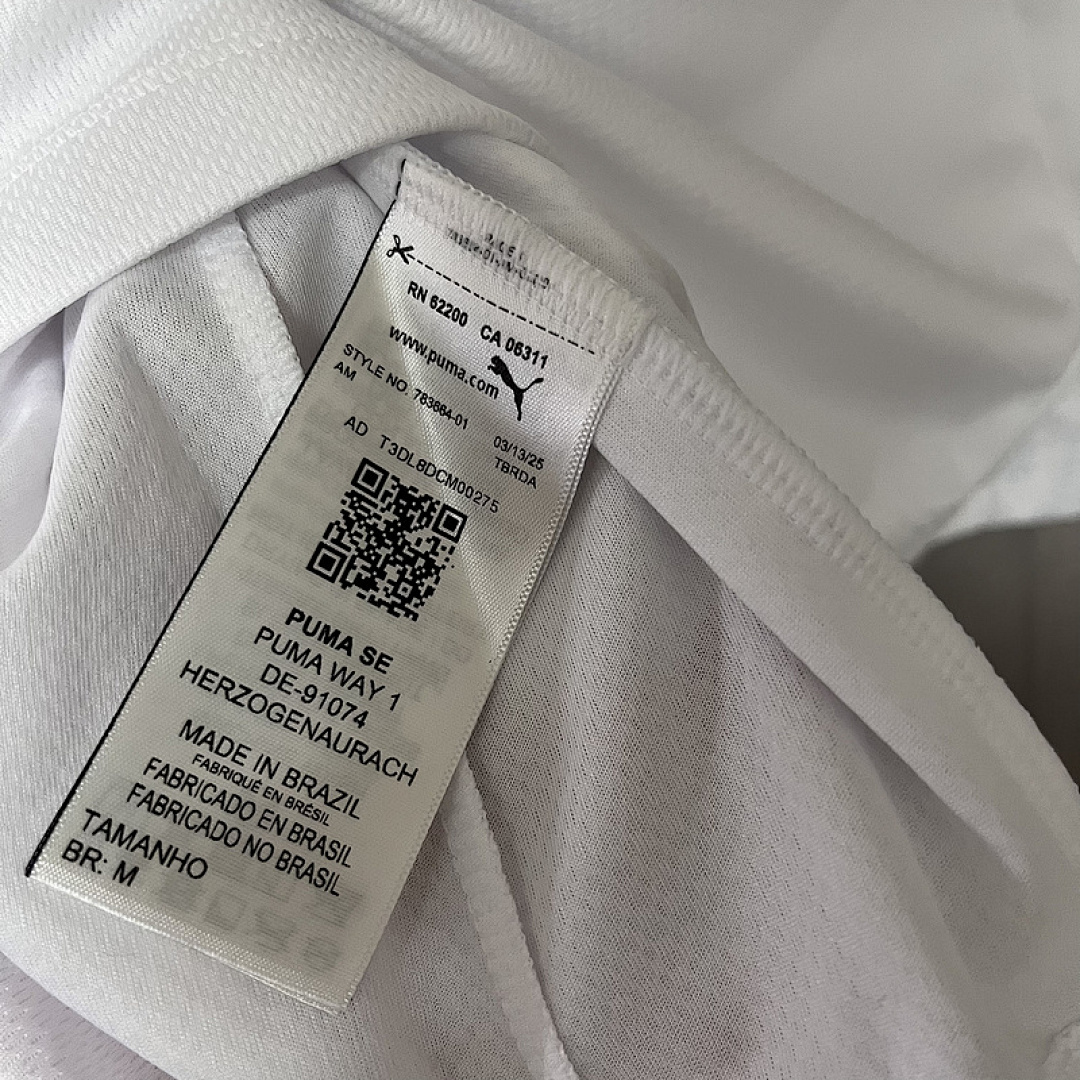 RN 62200 CA 06311
www.puma.com
STYLE NO. 783864-01 03/13/25
AM TBRDA
AD T3DL8DCM00275
PUMA SE
PUMA WAY 1
DE-91074
HERZOGENAURACH
MADE IN BRAZIL
FABRIQUÉ EN BRÉSIL
FABRICADO EN BRASIL
FABRICADO NO BRASIL
TAMANHO
BR: M